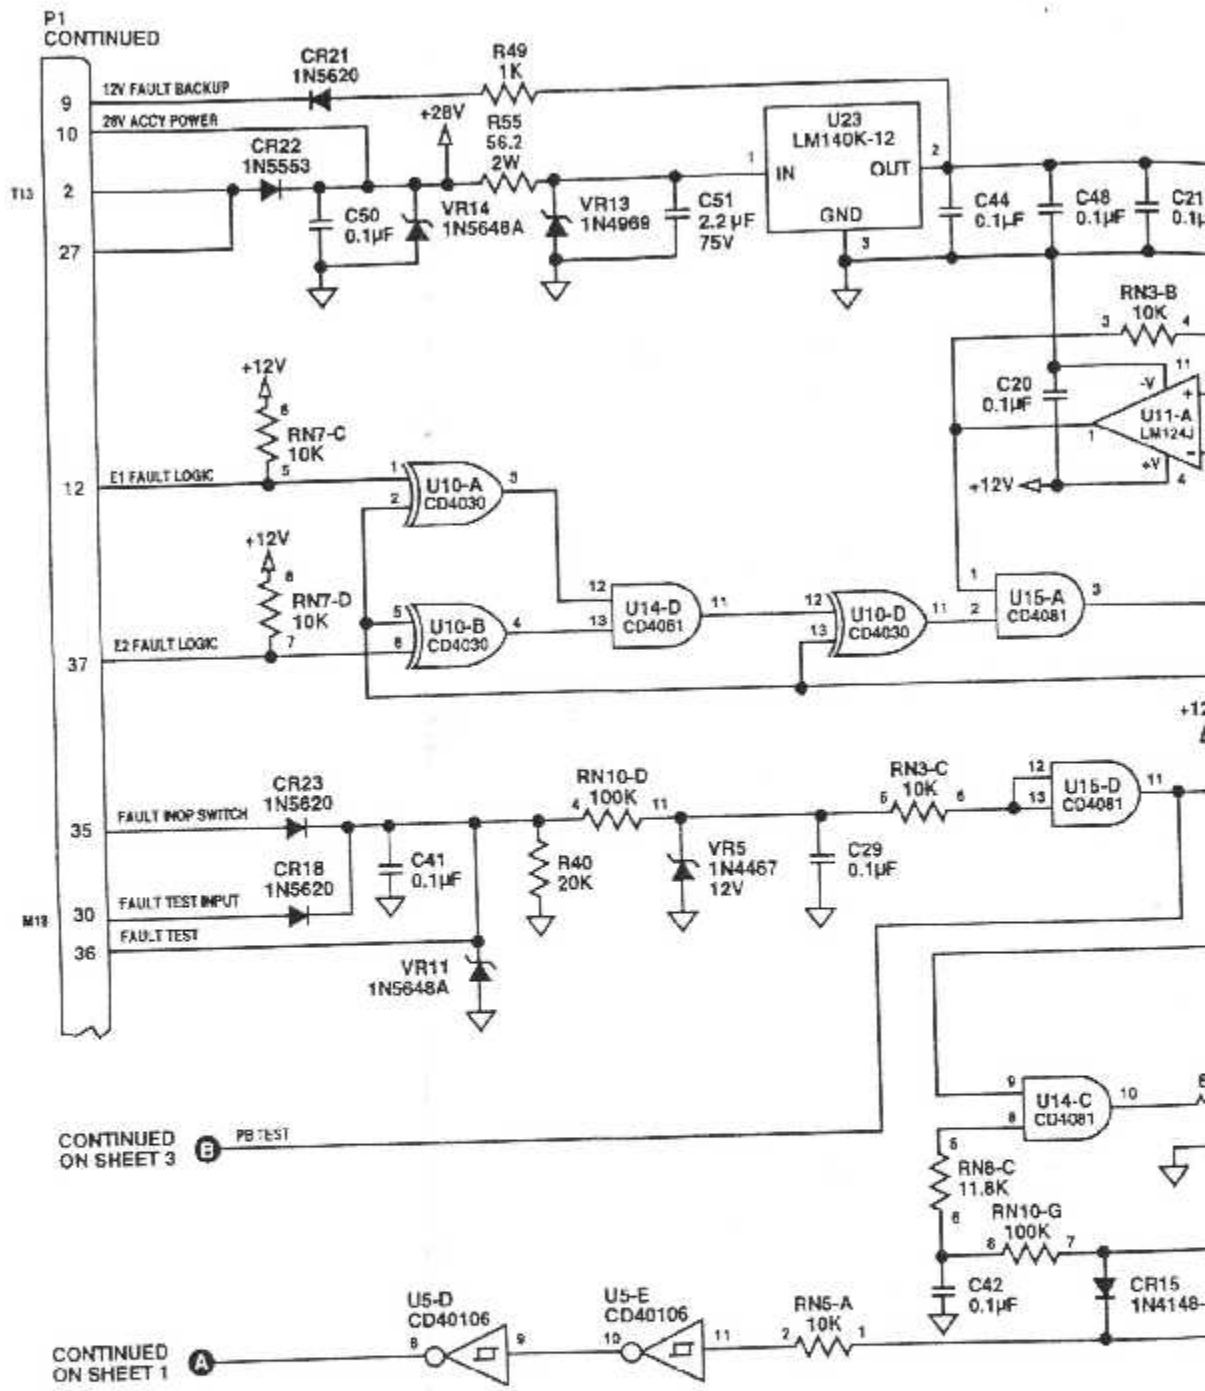 P1
CONTINUED
CR21
1N5620
R49
1K
9
12V FAULT BACKUP
10
28V ACCY POWER
+28V
CR22
1N5553
R55
56.2
2W
U23
LM140K-12
1
IN
OUT
2
GND
3
T13
2
27
C50
0.1µF
VR14
1N5648A
VR13
1N4969
C51
2.2 µF
75V
C44
0.1µF
C48
0.1µF
C21
0.1µ
RN3-B
10K
3
4
+12V
6
RN7-C
10K
5
C20
0.1µF
-V
11
+
U11-A
LM124J
1
-
+V
4
+12V
12
E1 FAULT LOGIC
1
2
U10-A
CD4030
3
+12V
8
RN7-D
10K
7
37
E2 FAULT LOGIC
5
6
U10-B
CD4030
4
12
13
U14-D
CD4081
11
12
13
U10-D
CD4030
11
1
2
U15-A
CD4081
3
+12
35
FAULT INOP SWITCH
CR23
1N5620
RN10-D
100K
4
11
RN3-C
10K
5
6
12
13
U15-D
CD4081
11
CR18
1N5620
C41
0.1µF
R40
20K
VR5
1N4467
12V
C29
0.1µF
M19
30
FAULT TEST INPUT
36
FAULT TEST
VR11
1N5648A
9
8
U14-C
CD4081
10
CONTINUED
ON SHEET 3
B
PB TEST
5
RN8-C
11.8K
6
RN10-G
100K
8
7
C42
0.1µF
CR15
1N4148-
U5-D
CD40106
8
9
U5-E
CD40106
10
11
RN5-A
10K
2
1
CONTINUED
ON SHEET 1
A